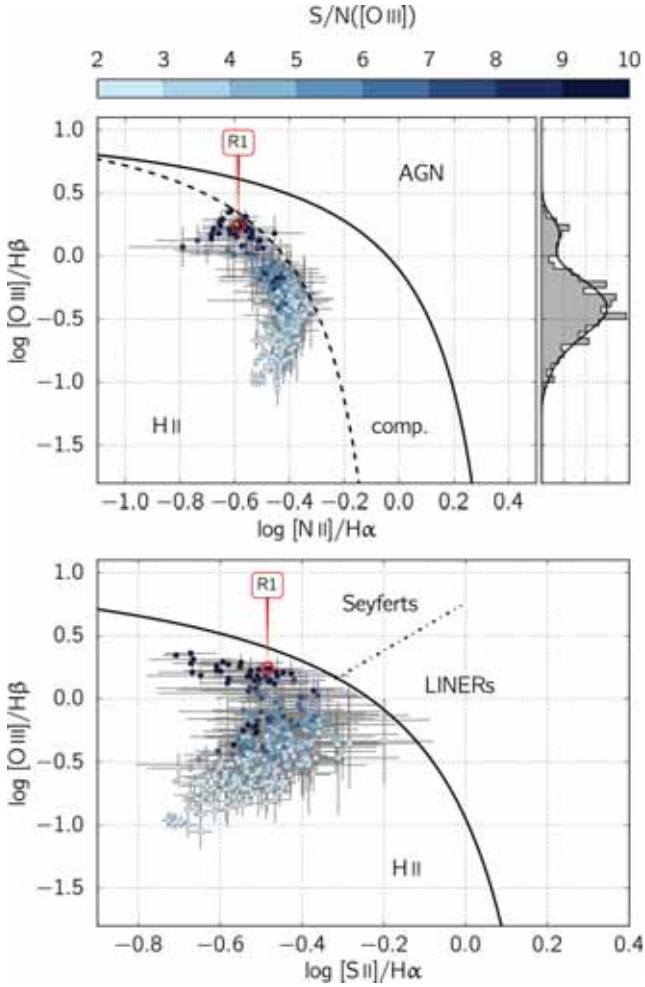 S/N([O III])
2 3 4 5 6 7 8 9 10
1.0
R1
AGN
0.5
0.0
−0.5
−1.0
−1.5
log [O III]/Hβ
H II
comp.
−1.0 −0.8 −0.6 −0.4 −0.2 0.0 0.2 0.4
log [N II]/Hα
1.0
R1
Seyferts
0.5
LINERs
0.0
−0.5
−1.0
−1.5
log [O III]/Hβ
H II
−0.8 −0.6 −0.4 −0.2 0.0 0.2 0.4
log [S II]/Hα